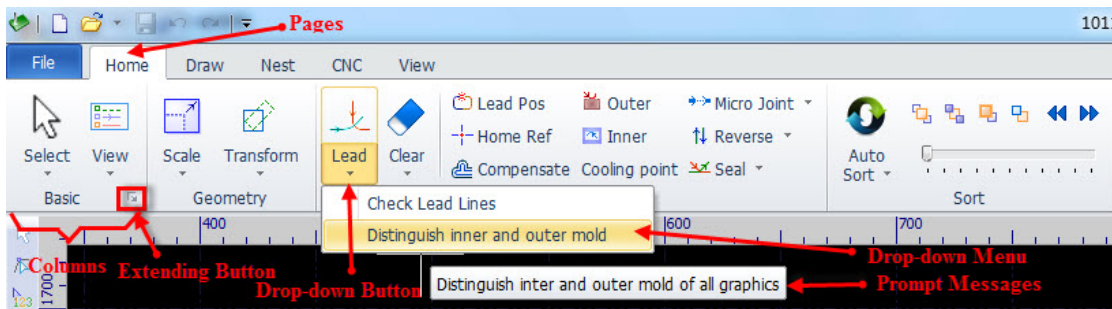 Pages
1011
File Home Draw Nest CNC View
Lead Pos Outer Micro Joint
Home Ref Inner Reverse
Select View Scale Transform Lead Clear Auto Sort
Compensate Cooling point Seal
Basic Geometry Sort
Check Lead Lines
400 600 700
Distinguish inner and outer mold
Columns Extending Button Drop-down Menu
Drop-down Button Distinguish inter and outer mold of all graphics Prompt Messages
1700
123